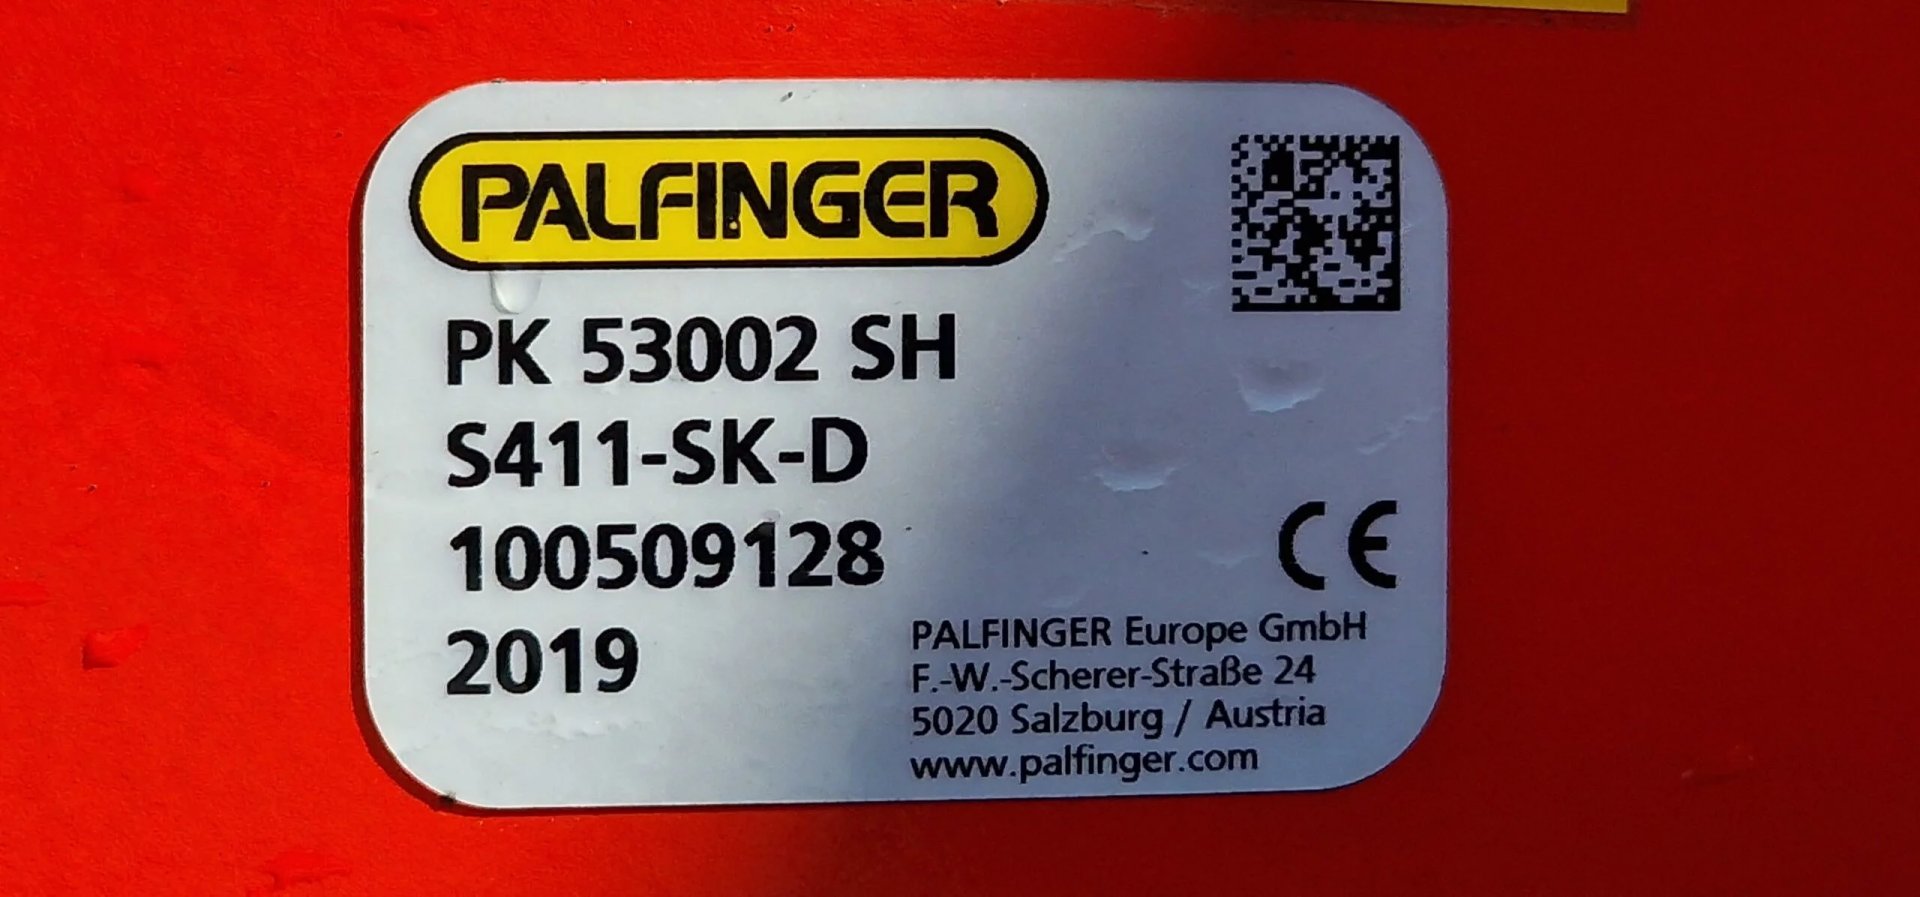 PALFINGER
PK 53002 SH
S411-SK-D
100509128
2019
CE
PALFINGER Europe GmbH
F.-W.-Scherer-Straße 24
5020 Salzburg / Austria
www.palfinger.com